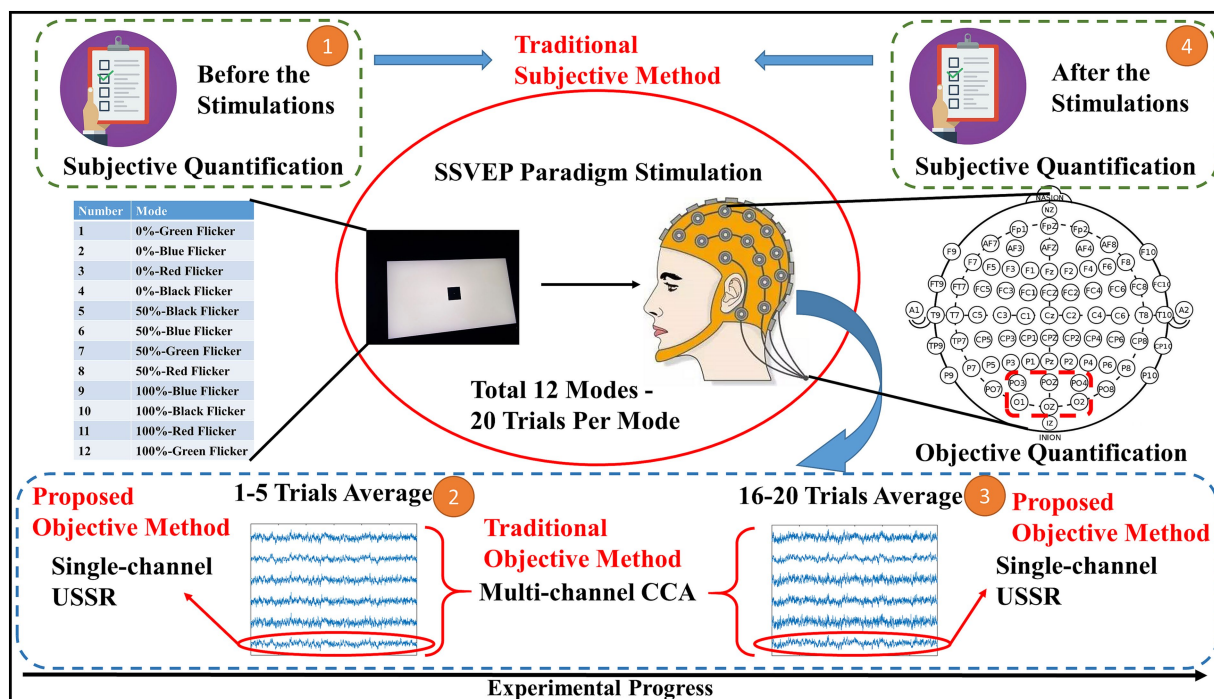 1
Before the
Stimulations
Subjective Quantification
Traditional
Subjective Method
4
After the
Stimulations
Subjective Quantification
Number Mode
1 0%-Green Flicker
2 0%-Blue Flicker
3 0%-Red Flicker
4 0%-Black Flicker
5 50%-Black Flicker
6 50%-Blue Flicker
7 50%-Green Flicker
8 50%-Red Flicker
9 100%-Blue Flicker
10 100%-Black Flicker
11 100%-Red Flicker
12 100%-Green Flicker
SSVEP Paradigm Stimulation
Total 12 Modes -
20 Trials Per Mode
NASION
NZ
Fp1 FpZ Fp2
AF7 AF3 AFZ AF4 AF8
F9 F7 F5 F3 F1 Fz F2 F4 F6 F8 F10
FT9 FT7 FC5 FC3 FC1 FCZ FC2 FC4 FC6 FC8 FC10
A1 T9 T7 C5 C3 C1 Cz C2 C4 C6 T8 T10 A2
TP9 TP7 CP5 CP3 CP1 CPZ CP2 CP4 CP6 CP8 CP10
P9 P7 P5 P3 P1 Pz P2 P4 P6 P8 P10
PO7 PO3 POZ PO4 PO8
O1 OZ O2
IZ
INION
Objective Quantification
Proposed
Objective Method
Single-channel
USSR
1-5 Trials Average 2
Traditional
Objective Method
Multi-channel CCA
16-20 Trials Average 3
Proposed
Objective Method
Single-channel
USSR
Experimental Progress